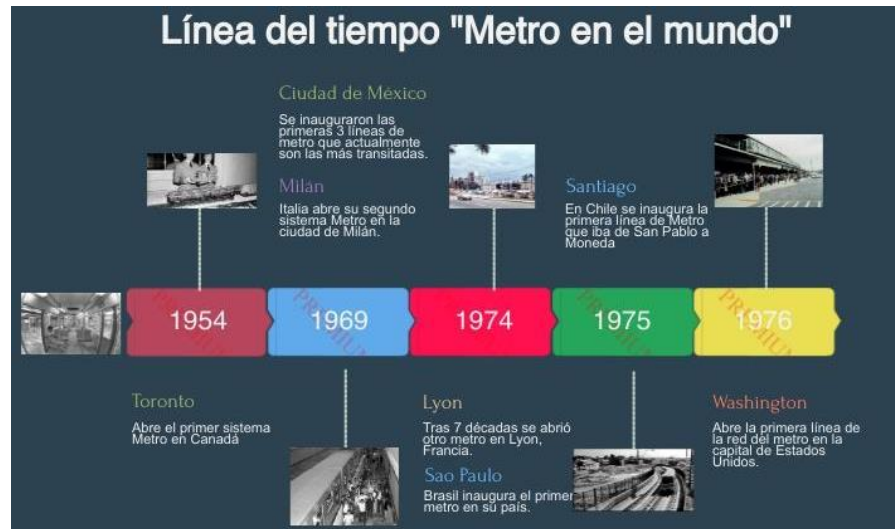 Línea del tiempo "Metro en el mundo"
Ciudad de México
Se inauguraron las
primeras 3 líneas de
metro que actualmente
son las más transitadas.
Milán
Italia abre su segundo
sistema Metro en la
ciudad de Milán.
Santiago
En Chile se inaugura la
primera línea de Metro
que iba de San Pablo a
Moneda
1954
1969
1974
1975
1976
PREMIUM
PREMIUM
PREMIUM
PREMIUM
PREMIUM
Toronto
Abre el primer sistema
Metro en Canadá
Lyon
Tras 7 décadas se abrió
otro metro en Lyon,
Francia.
Sao Paulo
Brasil inaugura el primer
metro en su país.
Washington
Abre la primera línea de
la red del metro en la
capital de Estados
Unidos.